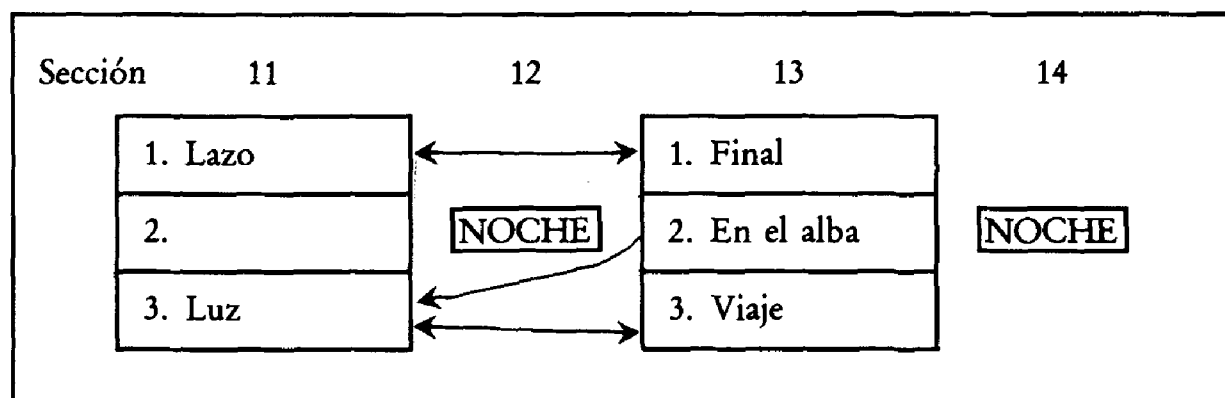 Sección 11 12 13 14
1. Lazo 1. Final
2. NOCHE 2. En el alba NOCHE
3. Luz 3. Viaje